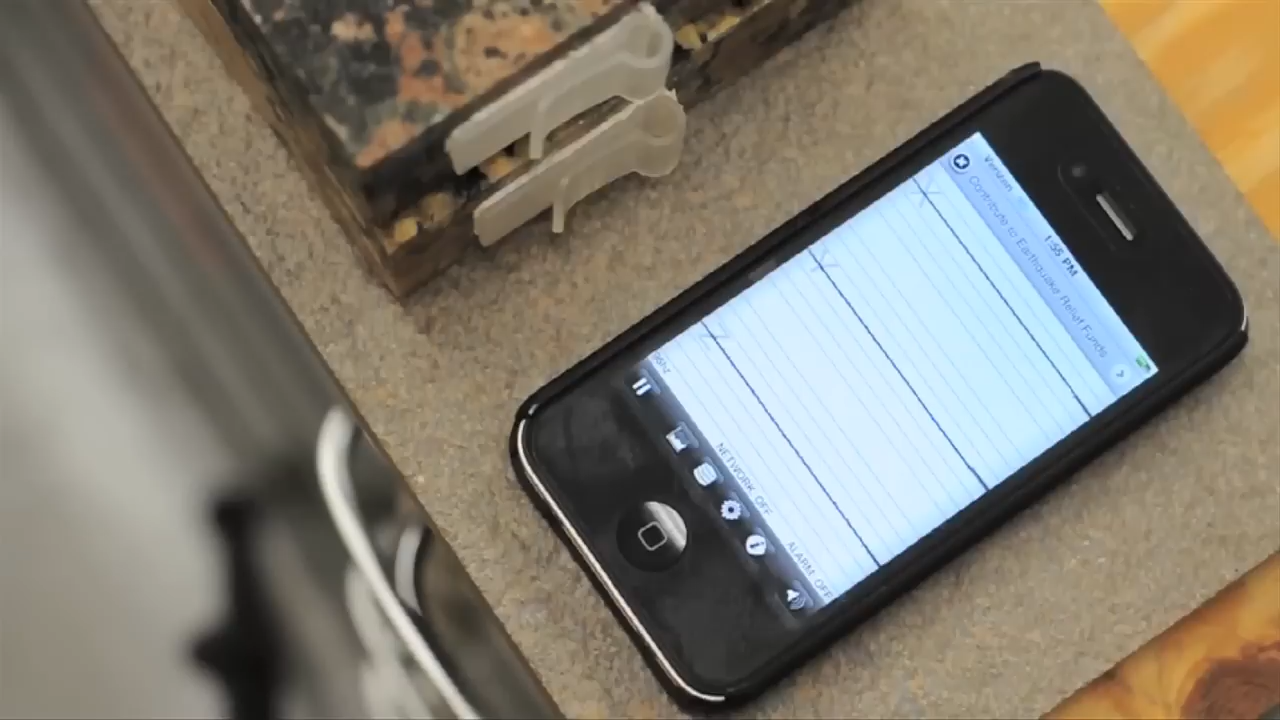 Verizon
1:55 PM
Contribute to Earthquake Relief Funds
X
Y
Z
NETWORK: OFF
ALARM: OFF